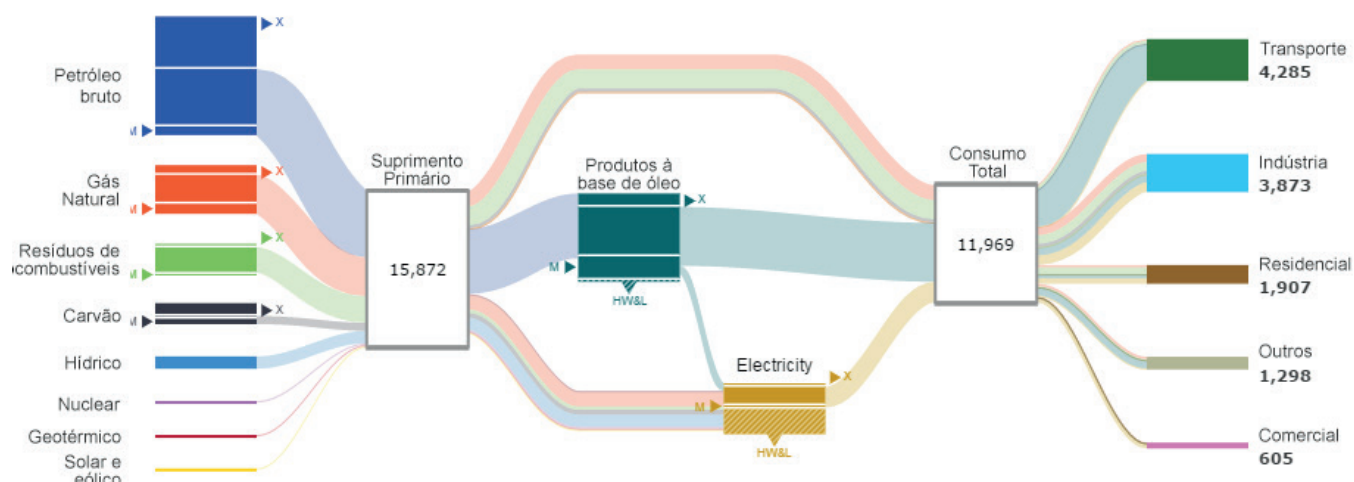 Petróleo
bruto
X
M
Gás
Natural
X
M
Resíduos de
ocombustíveis
X
M
Carvão
X
M
Hídrico
Nuclear
Geotérmico
Solar e
eólico
Suprimento
Primário
15,872
Produtos à
base de óleo
X
M
HW&L
Electricity
X
M
HW&L
Consumo
Total
11,969
Transporte
4,285
Indústria
3,873
Residencial
1,907
Outros
1,298
Comercial
605